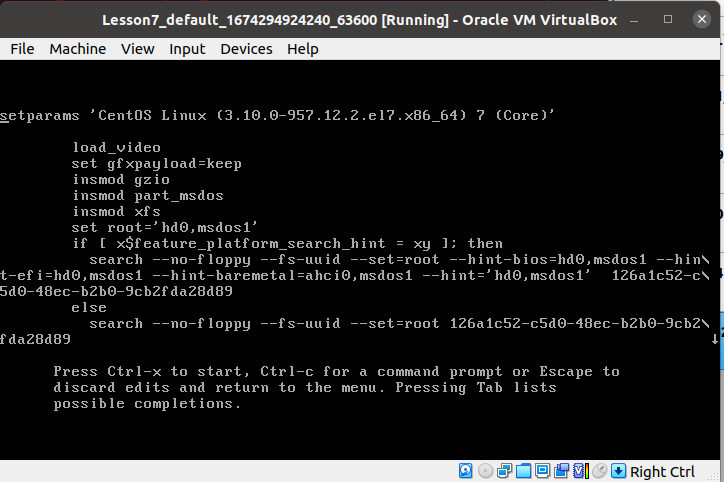 Lesson7_default_1674294924240_63600 [Running] - Oracle VM VirtualBox
File Machine View Input Devices Help
setparams 'CentOS Linux (3.10.0-957.12.2.el7.x86_64) 7 (Core)'
load_video
set gfxpayload=keep
insmod gzio
insmod part_msdos
insmod xfs
set root='hd0,msdos1'
if [ x$feature_platform_search_hint = xy ]; then
search --no-floppy --fs-uuid --set=root --hint-bios=hd0,msdos1 --hin\
t-efi=hd0,msdos1 --hint-baremetal=ahci0,msdos1 --hint='hd0,msdos1'  126a1c52-c\
5d0-48ec-b2b0-9cb2fda28d89
else
search --no-floppy --fs-uuid --set=root 126a1c52-c5d0-48ec-b2b0-9cb2\
fda28d89
Press Ctrl-x to start, Ctrl-c for a command prompt or Escape to
discard edits and return to the menu. Pressing Tab lists
possible completions.
Right Ctrl